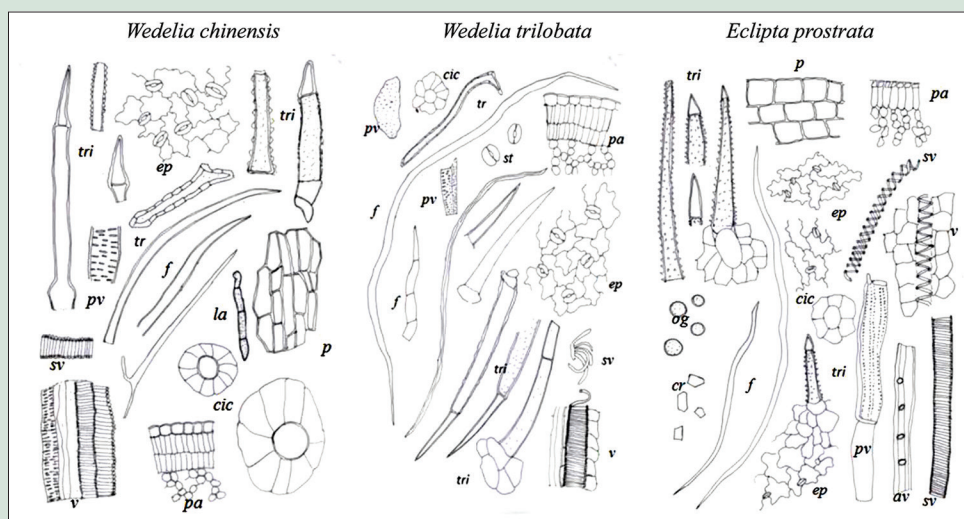 Wedelia chinensis
tri
ep
tri
tr
pv
f
la
p
sv
cic
v
pa
Wedelia trilobata
cic
pv
tr
st
pa
pv
f
f
ep
tri
sv
v
tri
Eclipta prostrata
tri
p
pa
sv
ep
v
cic
og
cr
f
tri
pv
ep
av
sv